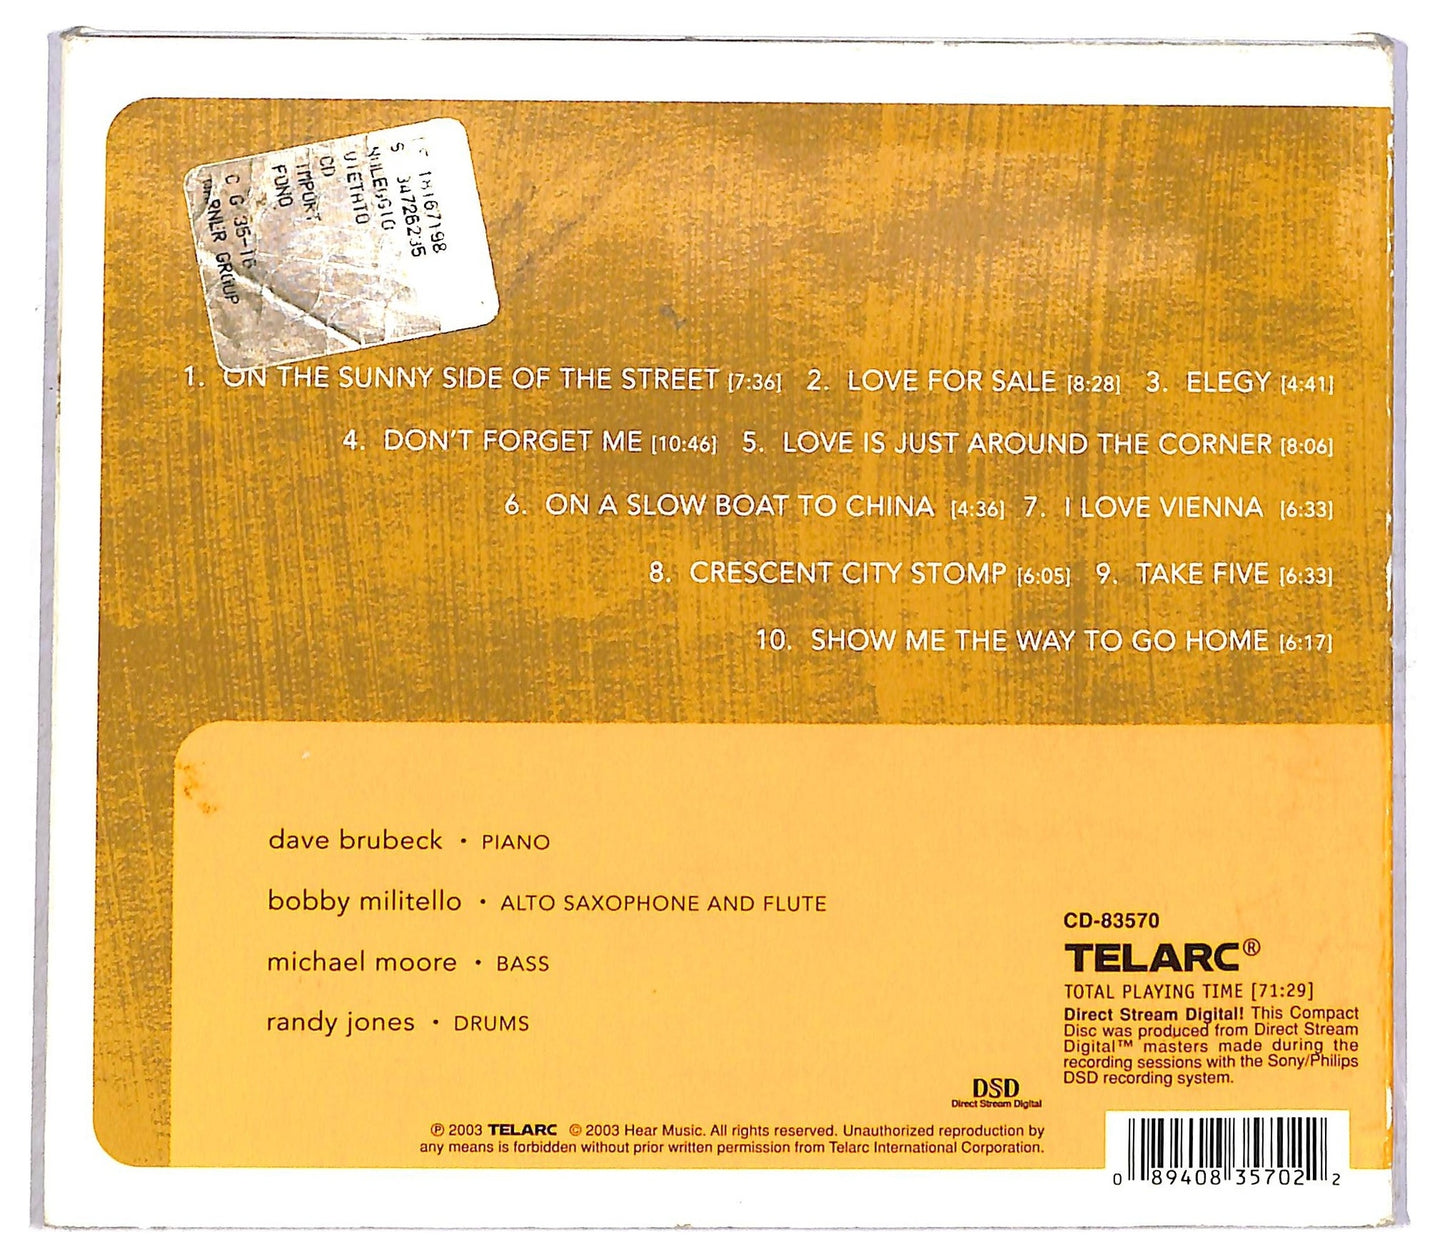 S 34726235
NOLEGGIO
VIETATO
CD
IMPORT
FONO
GROUP
1. ON THE SUNNY SIDE OF THE STREET [7:36] 2. LOVE FOR SALE [8:28] 3. ELEGY [4:41]
4. DON'T FORGET ME [10:46] 5. LOVE IS JUST AROUND THE CORNER [8:06]
6. ON A SLOW BOAT TO CHINA [4:36] 7. I LOVE VIENNA [6:33]
8. CRESCENT CITY STOMP [6:05] 9. TAKE FIVE [6:33]
10. SHOW ME THE WAY TO GO HOME [6:17]
dave brubeck • PIANO
bobby militello • ALTO SAXOPHONE AND FLUTE
michael moore • BASS
randy jones • DRUMS
CD-83570
TELARC®
TOTAL PLAYING TIME [71:29]
Direct Stream Digital! This Compact
Disc was produced from Direct Stream
Digital™ masters made during the
recording sessions with the Sony/Philips
DSD recording system.
DSD
Direct Stream Digital
℗ 2003 TELARC © 2003 Hear Music. All rights reserved. Unauthorized reproduction by
any means is forbidden without prior written permission from Telarc International Corporation.
0 89408 35702 2